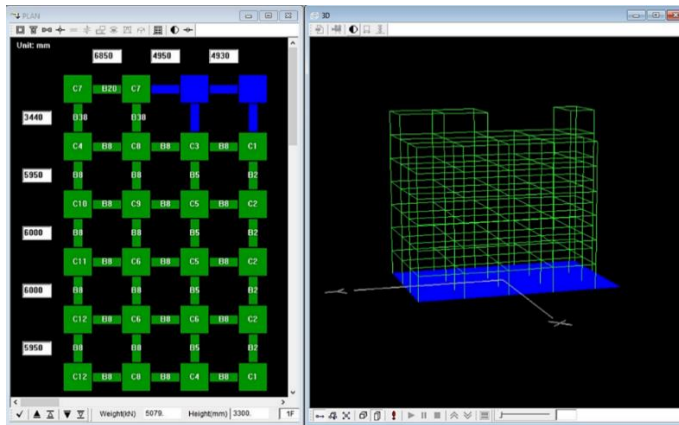 PLAN
Unit: mm
6850 4950 4930
C7 B20 C7
3440 B38 B38
C4 B8 C8 B8 C3 B8 C1
5950 B8 B8 B5 B2
C10 B8 C9 B8 C5 B8 C2
6000 B8 B8 B5 B2
C11 B8 C6 B8 C5 B8 C2
6000 B8 B8 B5 B2
C12 B8 C6 B8 C6 B8 C2
5950 B8 B8 B5 B2
C12 B8 C8 B8 C4 B8 C1
Weight(kN) 5079. Height(mm) 3300. 1F
3D